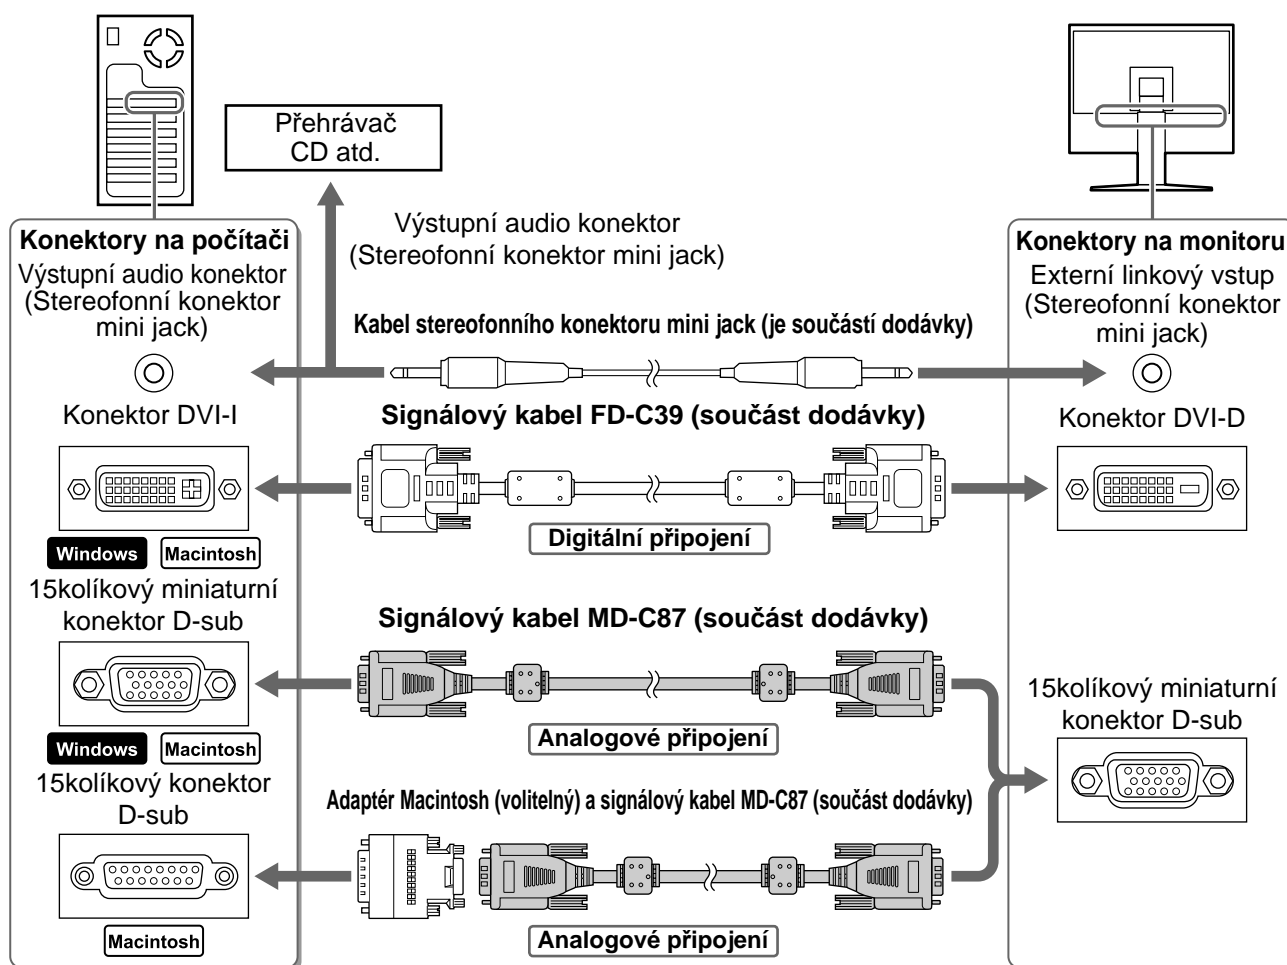 Přehrávač
CD atd.
Výstupní audio konektor
(Stereofonní konektor mini jack)
Konektory na počítači
Výstupní audio konektor
(Stereofonní konektor
mini jack)
Konektory na monitoru
Externí linkový vstup
(Stereofonní konektor
mini jack)
Kabel stereofonního konektoru mini jack (je součástí dodávky)
Konektor DVI-I
Signálový kabel FD-C39 (součást dodávky)
Konektor DVI-D
Digitální připojení
Windows
Macintosh
15kolíkový miniaturní
konektor D-sub
Signálový kabel MD-C87 (součást dodávky)
15kolíkový miniaturní
konektor D-sub
Analogové připojení
Windows
Macintosh
15kolíkový konektor
D-sub
Adaptér Macintosh (volitelný) a signálový kabel MD-C87 (součást dodávky)
Macintosh
Analogové připojení